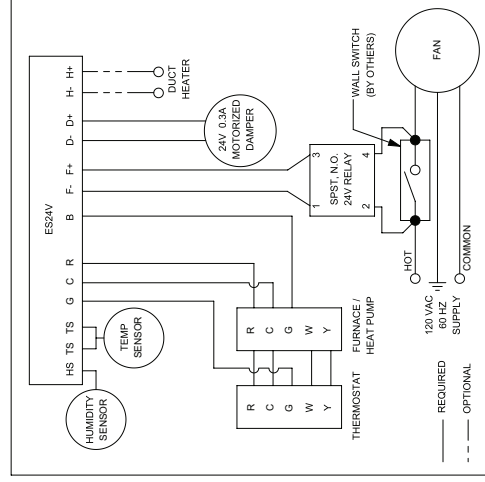 ES24V
HS
TS
TS
G
C
R
B
F-
F+
D-
D+
H-
H+
HUMIDITY
SENSOR
TEMP
SENSOR
24V 0.3A
MOTORIZED
DAMPER
DUCT
HEATER
THERMOSTAT
R
C
G
W
Y
FURNACE /
HEAT PUMP
R
C
G
W
Y
1
3
SPST, N.O.
24V RELAY
2
4
WALL SWITCH
(BY OTHERS)
FAN
HOT
120 VAC
60 HZ
SUPPLY
COMMON
REQUIRED
OPTIONAL